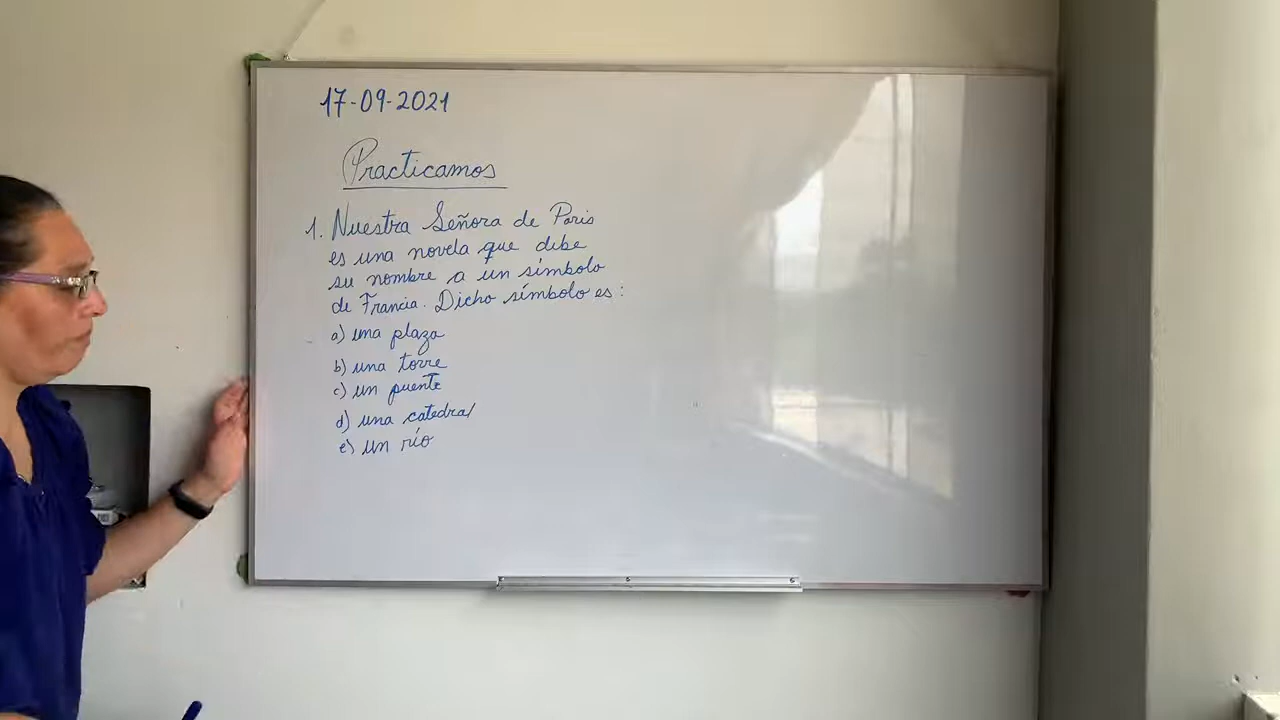 17-09-2021
Practicamos
1. Nuestra Señora de Paris
es una novela que debe
su nombre a un símbolo
de Francia. Dicho símbolo es:
a) una plaza
b) una torre
c) un puente
d) una catedral
e) un río